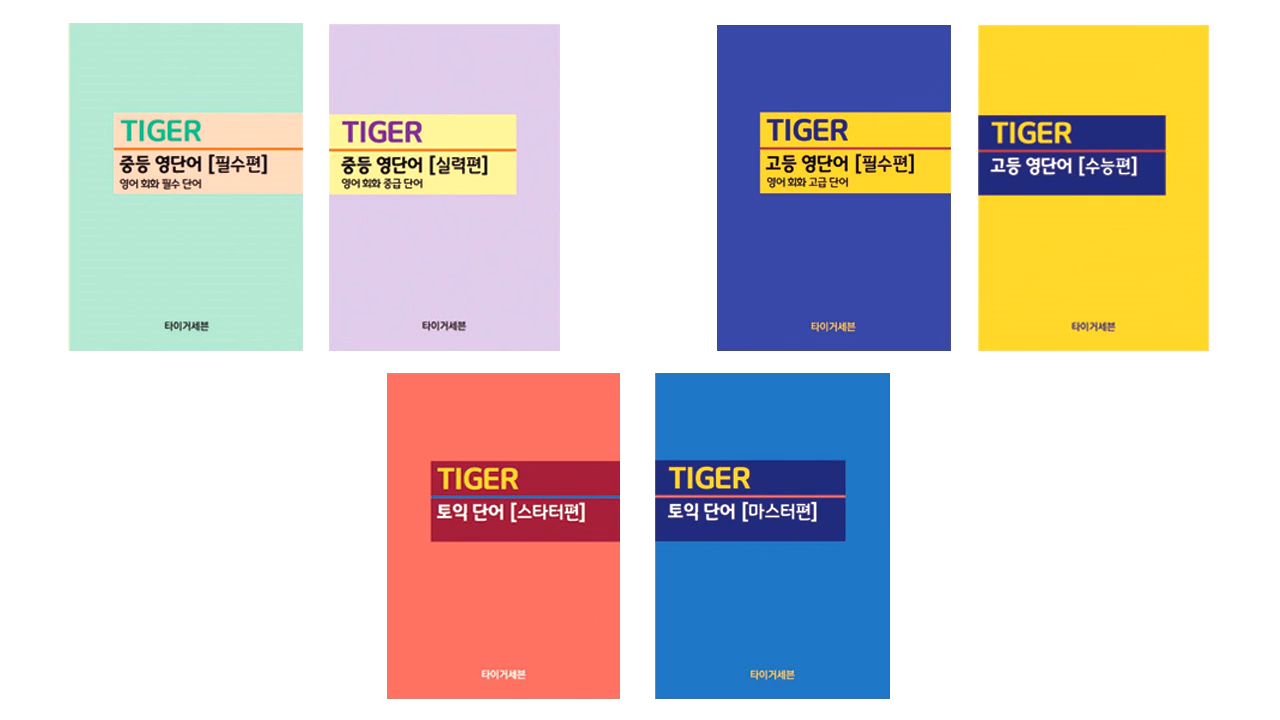 TIGER
중등 영단어 [필수편]
영어 회화 필수 단어
타이거세븐
TIGER
중등 영단어 [실력편]
영어 회화 중급 단어
타이거세븐
TIGER
고등 영단어 [필수편]
영어 회화 고급 단어
타이거세븐
TIGER
고등 영단어 [수능편]
타이거세븐
TIGER
토익 단어 [스타터편]
타이거세븐
TIGER
토익 단어 [마스터편]
타이거세븐